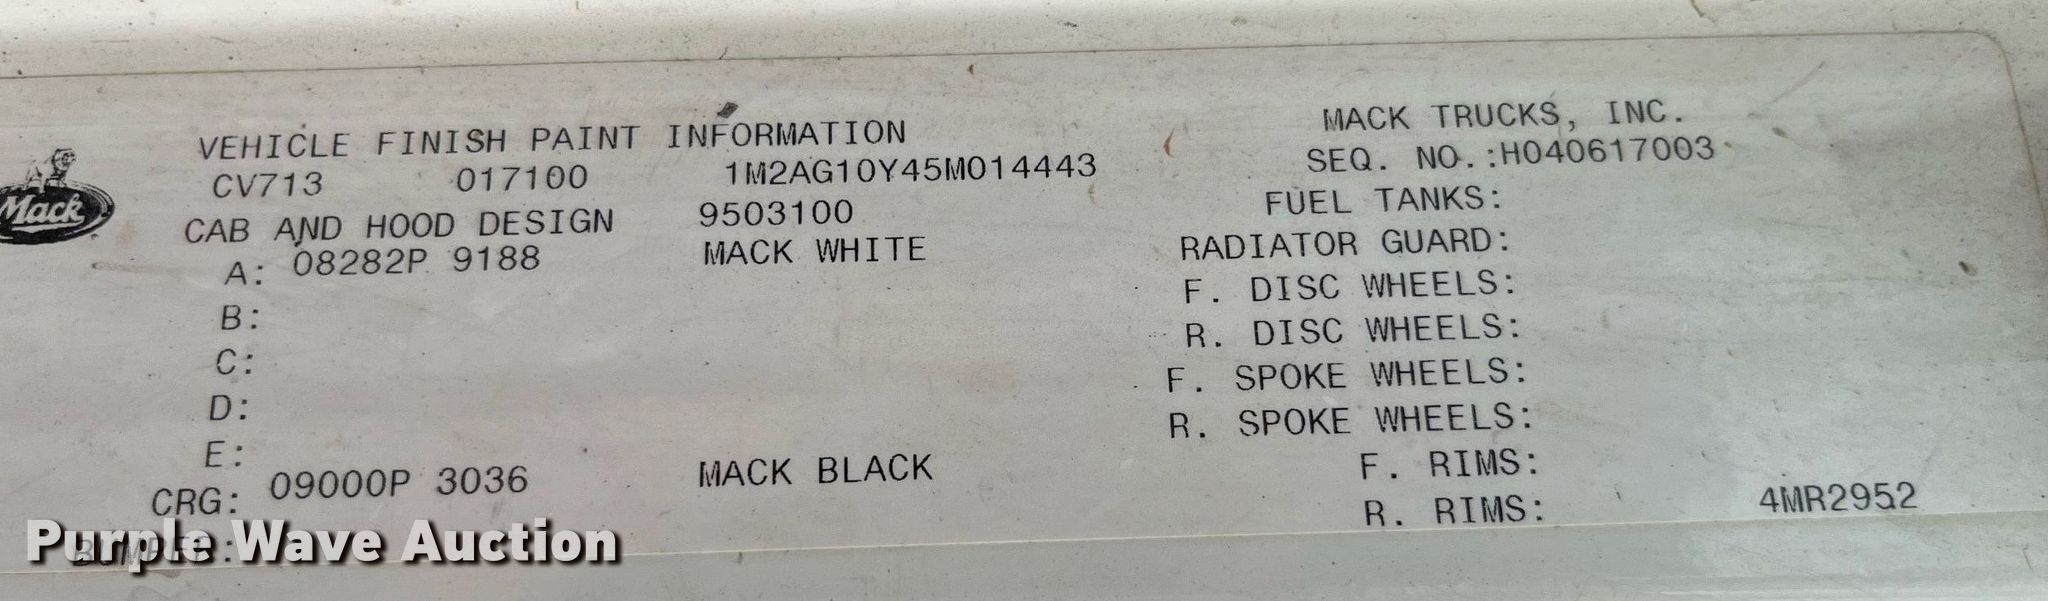 VEHICLE FINISH PAINT INFORMATION
MACK TRUCKS, INC.
CV713 017100 1M2AG10Y45M014443
SEQ. NO.:H040617003
CAB AND HOOD DESIGN 9503100
FUEL TANKS:
A: 08282P 9188 MACK WHITE
RADIATOR GUARD:
B:
F. DISC WHEELS:
C:
R. DISC WHEELS:
D:
F. SPOKE WHEELS:
E:
R. SPOKE WHEELS:
CRG: 09000P 3036 MACK BLACK
F. RIMS:
BUMPER:
R. RIMS: 4MR2952
Mack
Purple Wave Auction